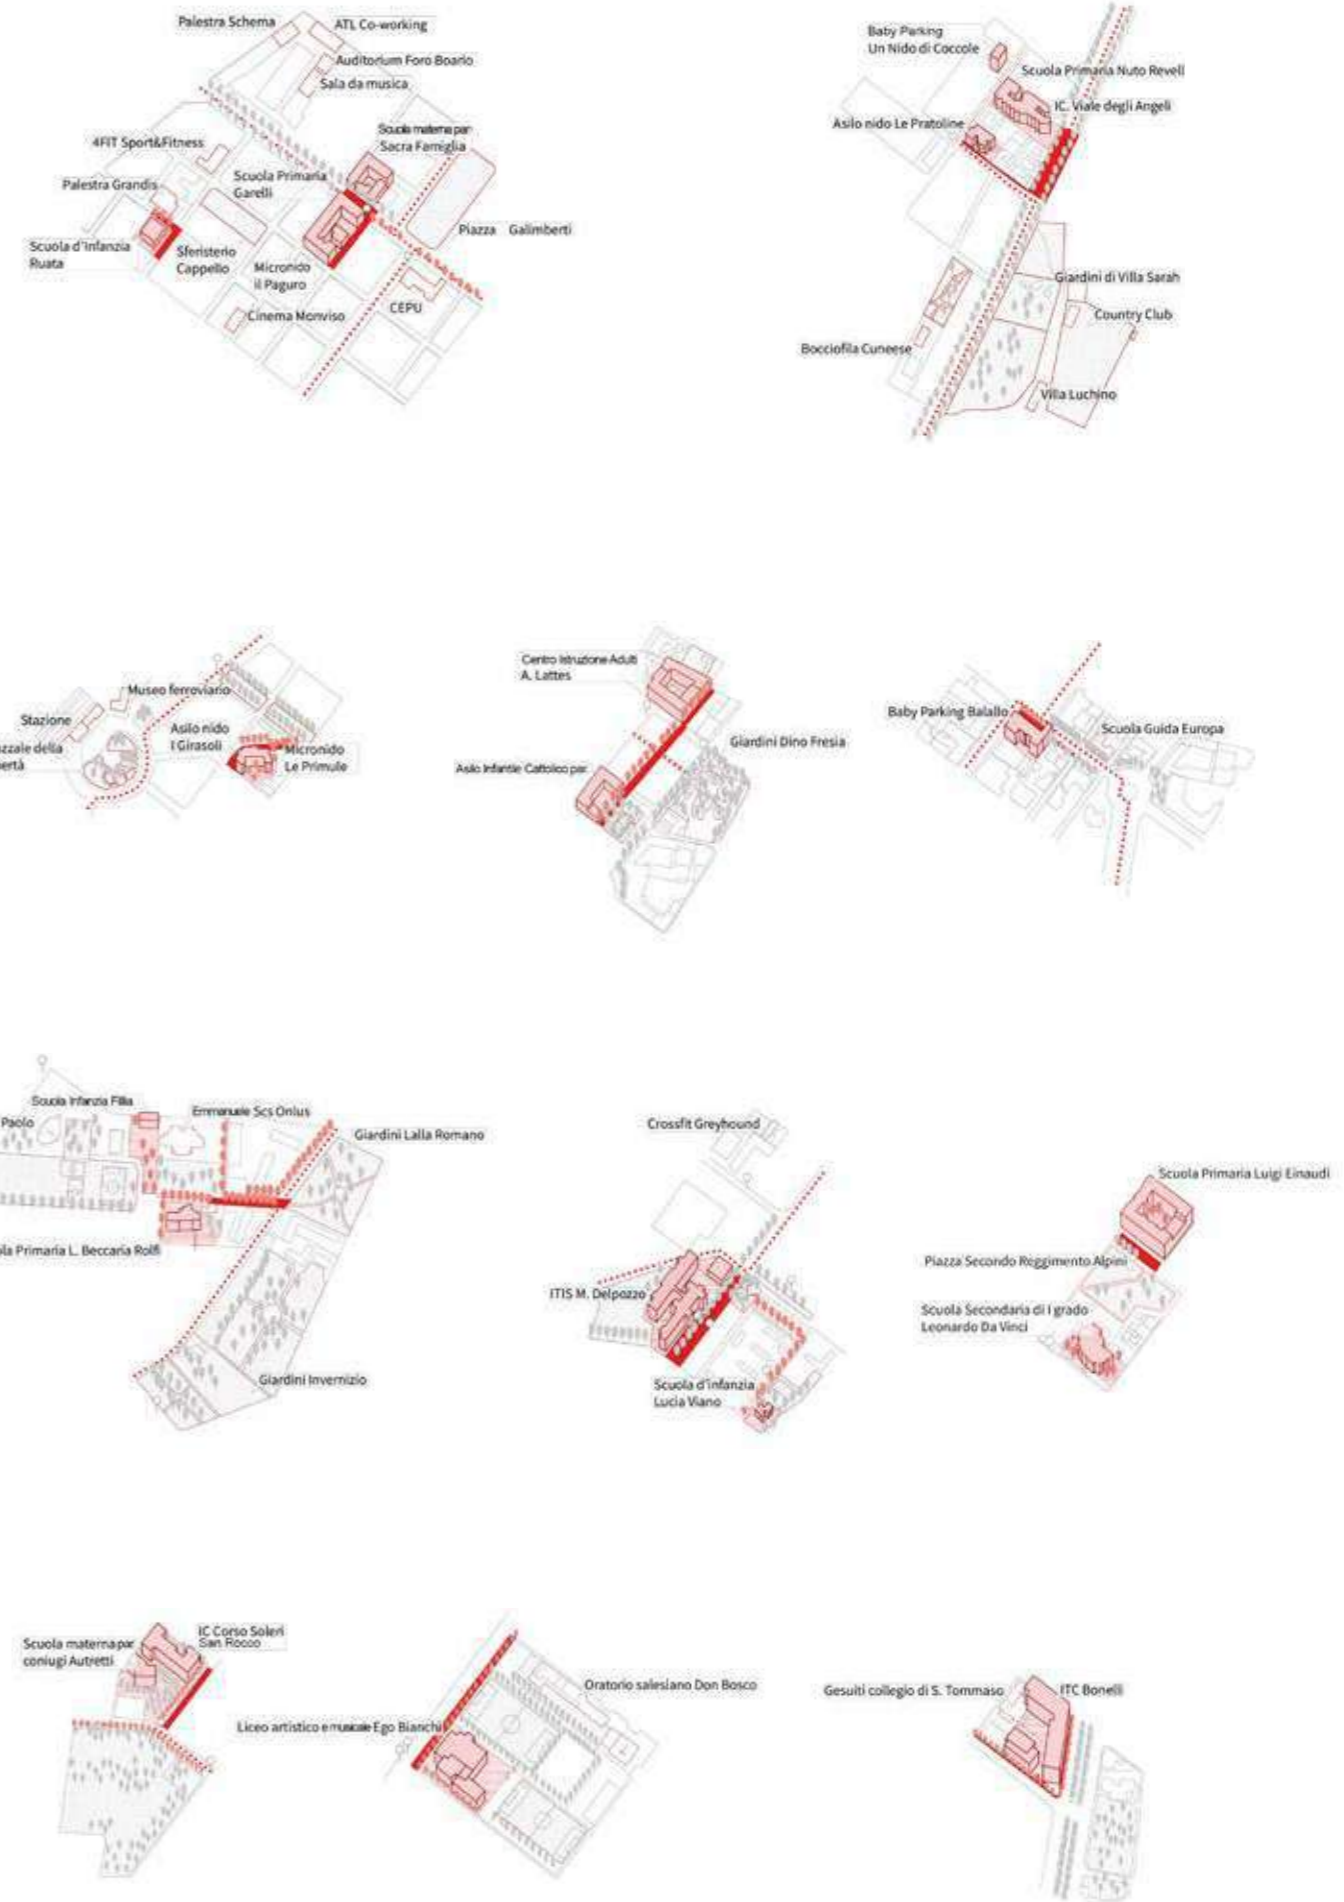 Palestra Schema
ATL Co-working
Auditorium Foro Boario
Sala da musica
4FIT Sport&Fitness
Scuola materna par
Sacra Famiglia
Palestra Grandis
Scuola Primaria
Garelli
Scuola d'Infanzia
Ruata
Sferisterio
Cappello
Micronido
il Paguro
Piazza Galimberti
CEPU
Cinema Monviso
Baby Parking
Un Nido di Coccole
Scuola Primaria Nuto Revell
IC. Viale degli Angeli
Asilo nido Le Pratoline
Giardini di Villa Sarah
Country Club
Bocciofila Cuneese
Villa Luchino
Museo ferroviario
Stazione
zzale della
ertà
Asilo nido
I Girasoli
Micronido
Le Primule
Centro Istruzione Adulti
A. Lattes
Giardini Dino Fresia
Asilo Infantile Cattolico par.
Baby Parking Balallo
Scuola Guida Europa
Scuola Infanzia Fillia
Paolo
Emmanuele Scs Onlus
Giardini Lalla Romano
la Primaria L. Beccaria Rolfi
Giardini Invernizio
Crossfit Greyhound
ITIS M. Delpozzo
Scuola d'infanzia
Lucia Viano
Scuola Primaria Luigi Einaudi
Piazza Secondo Reggimento Alpini
Scuola Secondaria di I grado
Leonardo Da Vinci
Scuola materna par
coniugi Autretti
IC Corso Soleri
San Rocco
Oratorio salesiano Don Bosco
Liceo artistico e musicale Ego Bianchi
Gesuiti collegio di S. Tommaso
ITC Bonelli